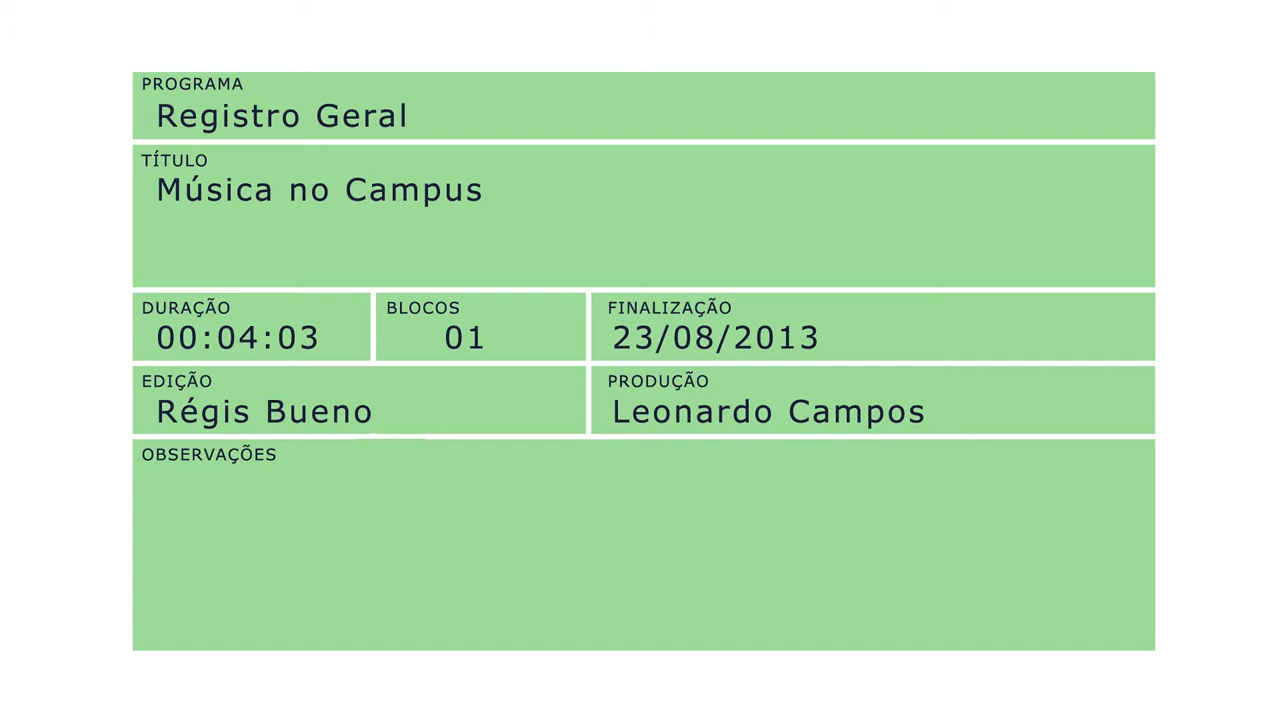 PROGRAMA
Registro Geral
TÍTULO
Música no Campus
DURAÇÃO
00:04:03
BLOCOS
01
FINALIZAÇÃO
23/08/2013
EDIÇÃO
Régis Bueno
PRODUÇÃO
Leonardo Campos
OBSERVAÇÕES